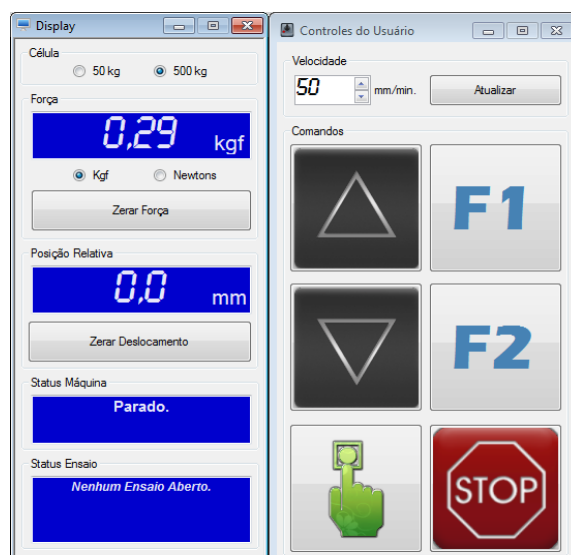 Display
Célula
50 kg
500 kg
Força
0,29 kgf
Kgf
Newtons
Zerar Força
Posição Relativa
0,0 mm
Zerar Deslocamento
Status Máquina
Parado.
Status Ensaio
Nenhum Ensaio Aberto.
Controles do Usuário
Velocidade
50 mm/min.
Atualizar
Comandos
F1
F2
STOP